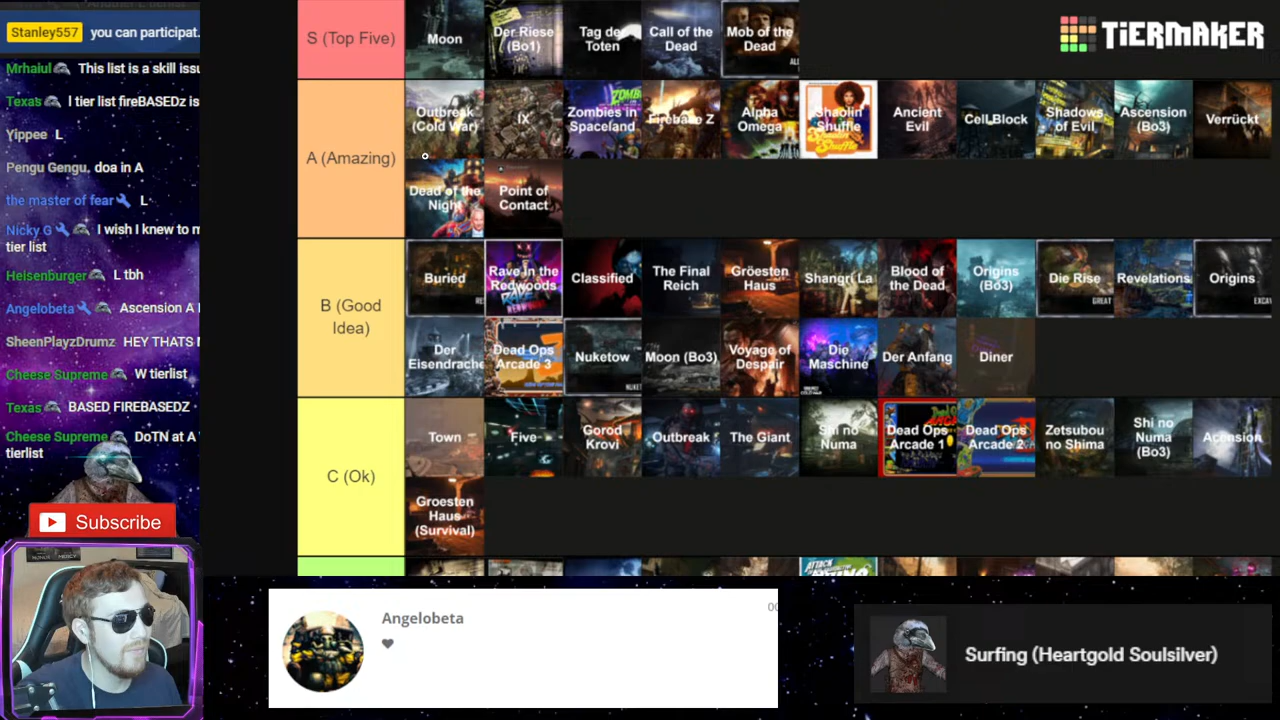 Stanley557 you can participat.
Mrhaiul This list is a skill issu
Texas l tier list fireBASEDz is
Yippee L
Pengu Gengu. doa in A
the master of fear L
Nicky G I wish I knew to m
tier list
Heisenburger L tbh
Angelobeta Ascension A
SheenPlayzDrumz HEY THATS
Cheese Supreme W tierlist
Texas BASED FIREBASEDZ
Cheese Supreme DoTN at A
tierlist
Subscribe
TiERMAKER
S (Top Five)
Moon
Der Riese
(Bo1)
Tag der
Toten
Call of the
Dead
Mob of the
Dead
A (Amazing)
Outbreak
(Cold War)
IX
Zombies in
Spaceland
Firebase Z
Alpha
Omega
Shaolin
Shuffle
Ancient
Evil
Cell Block
Shadows
of Evil
Ascension
(Bo3)
Verrückt
Dead of the
Night
Point of
Contact
B (Good
Idea)
Buried
Rave in the
Redwoods
Classified
The Final
Reich
Gröesten
Haus
Shangri La
Blood of
the Dead
Origins
(Bo3)
Die Rise
GREAT
Revelations
Origins
EXCAV
Der
Eisendrache
Dead Ops
Arcade 3
Nuketow
NUKET
Moon (Bo3)
Voyage of
Despair
Die
Maschine
Der Anfang
Diner
C (Ok)
Town
Five
Gorod
Krovi
Outbreak
The Giant
Shi no
Numa
Dead Ops
Arcade 1
Dead Ops
Arcade 2
Zetsubou
no Shima
Shi no
Numa
(Bo3)
Acension
Groesten
Haus
(Survival)
ATTACK
Angelobeta
00
Surfing (Heartgold Soulsilver)